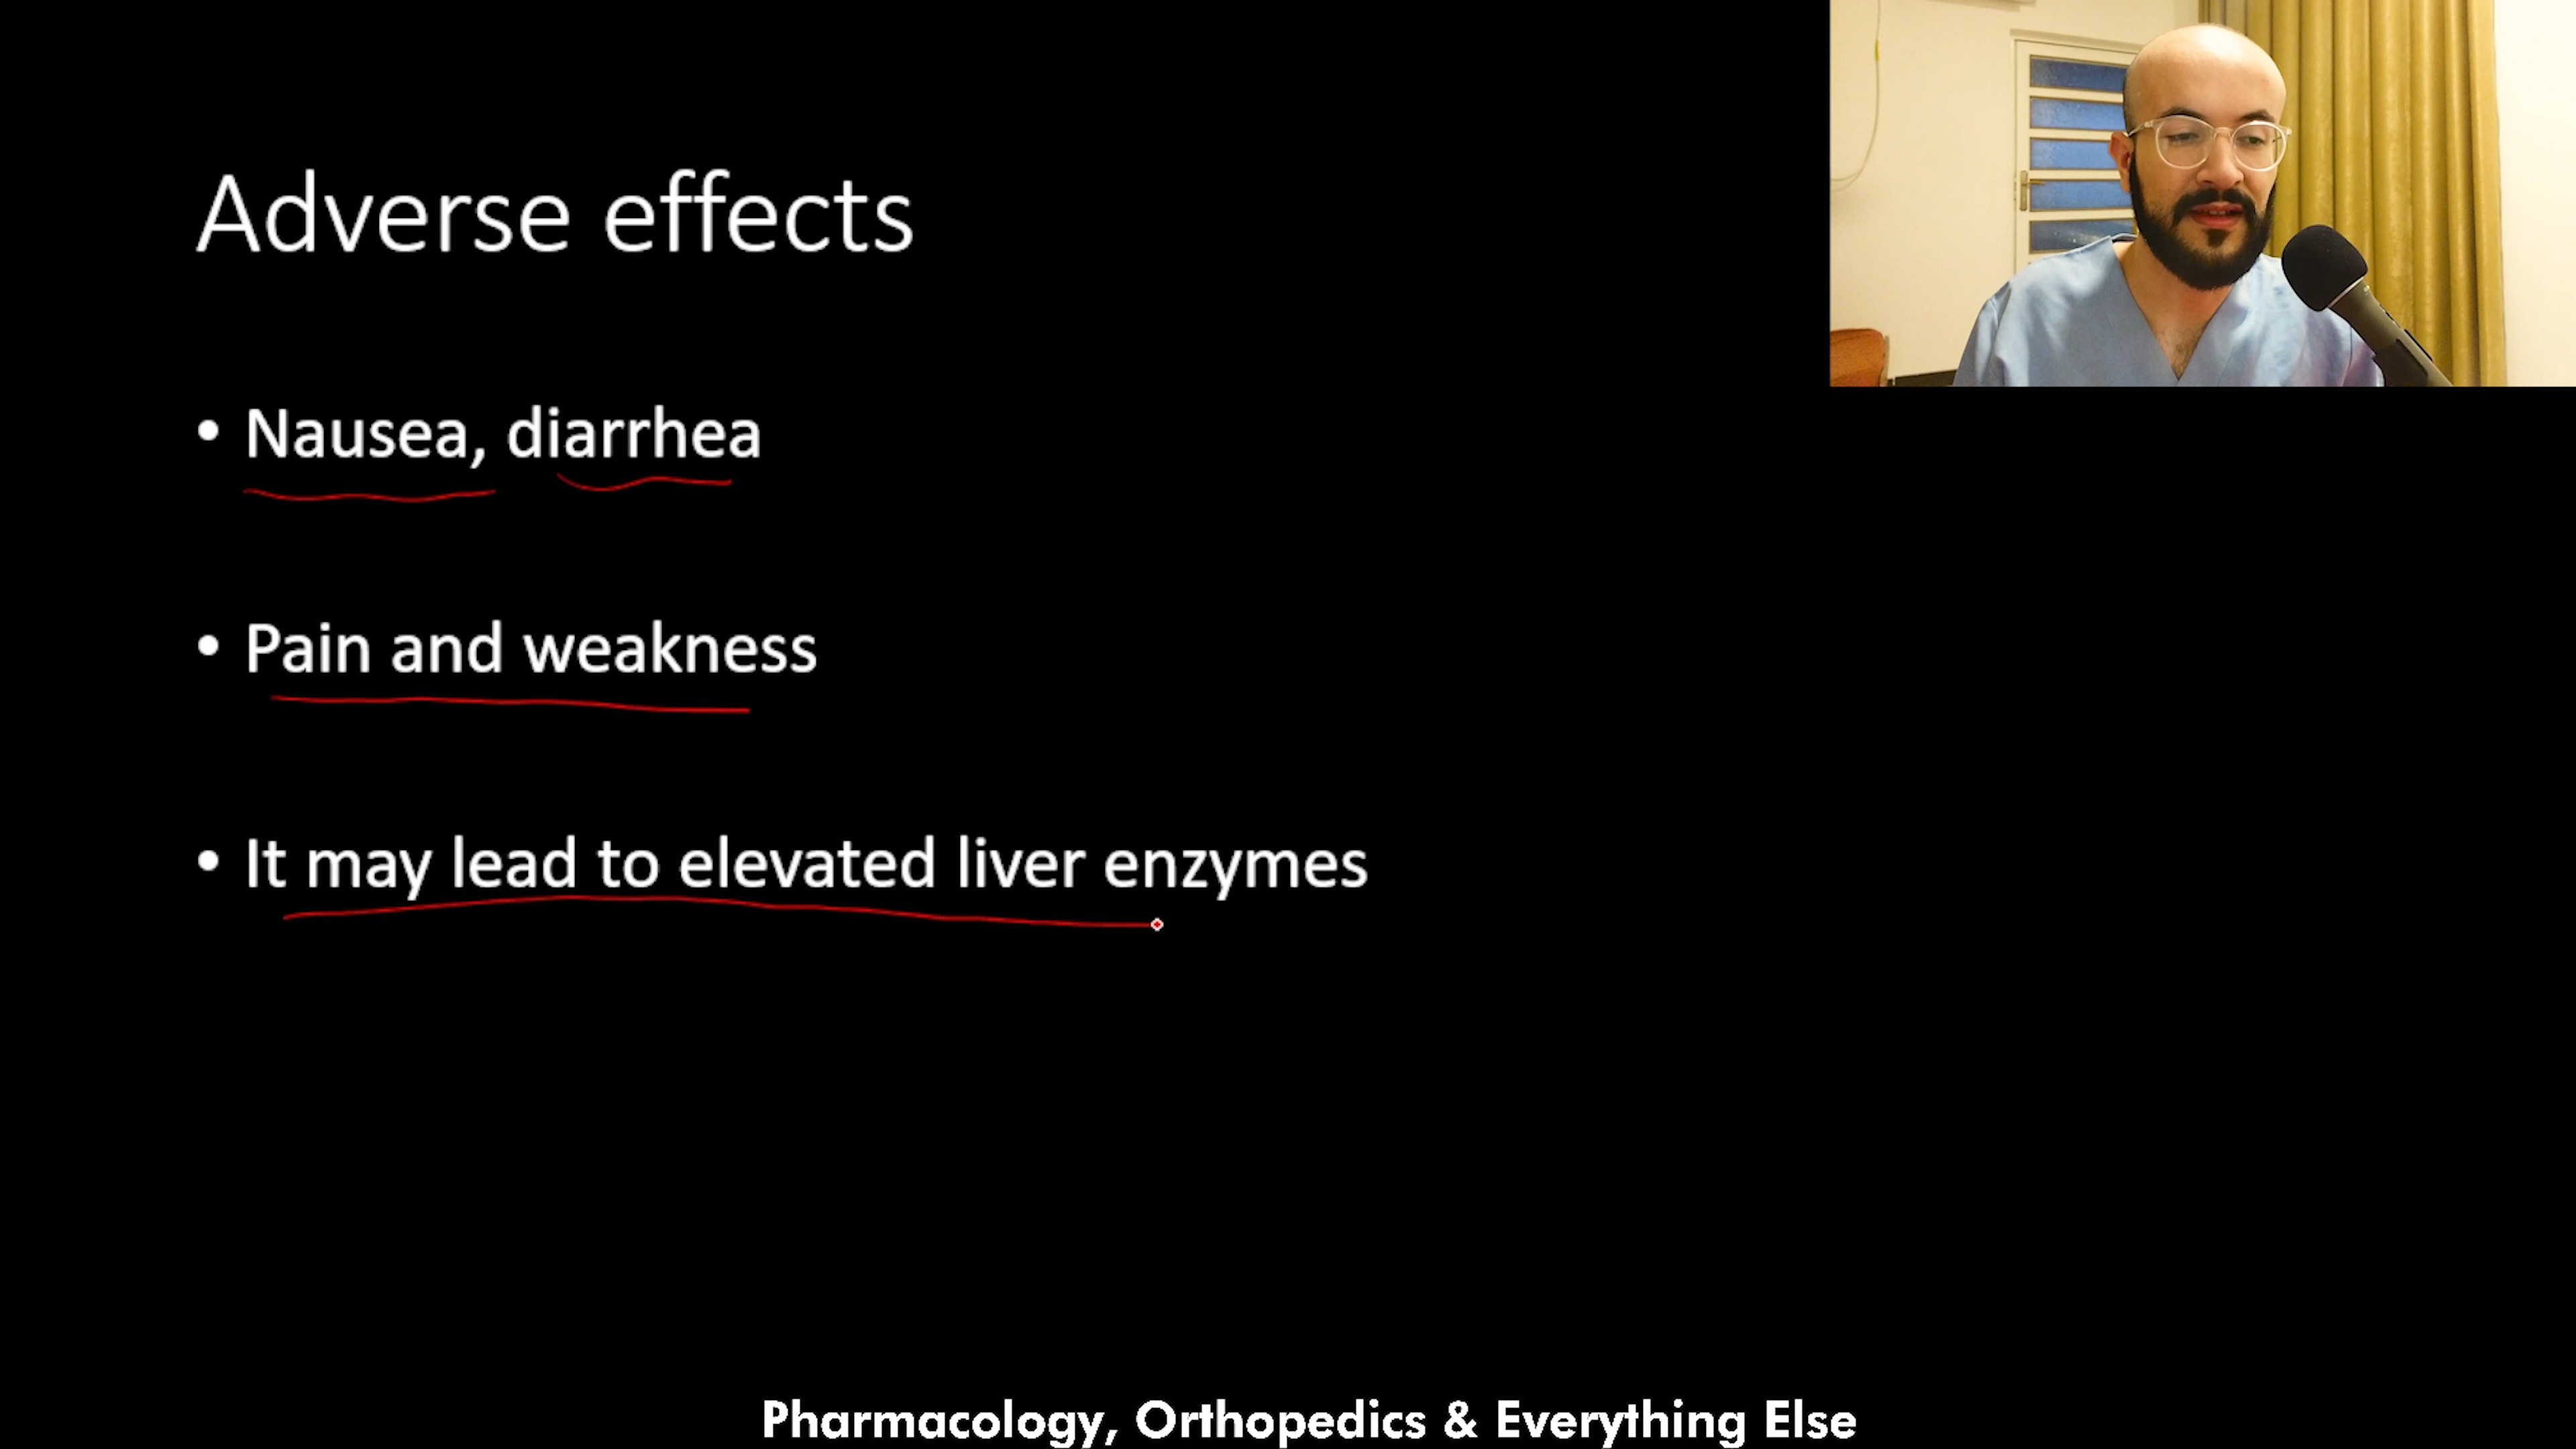 Adverse effects
• Nausea, diarrhea
• Pain and weakness
• It may lead to elevated liver enzymes
Pharmacology, Orthopedics & Everything Else